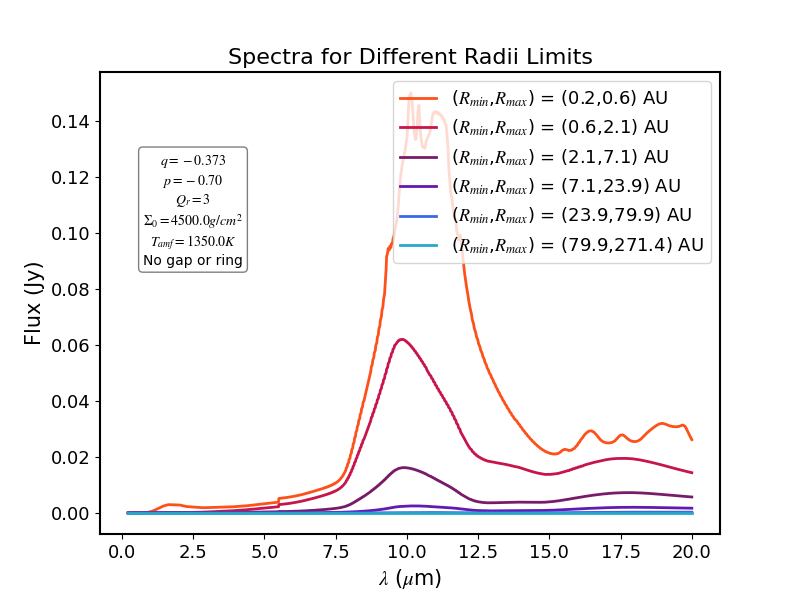 Spectra for Different Radii Limits
(R_min,R_max) = (0.2,0.6) AU
(R_min,R_max) = (0.6,2.1) AU
(R_min,R_max) = (2.1,7.1) AU
(R_min,R_max) = (7.1,23.9) AU
(R_min,R_max) = (23.9,79.9) AU
(R_min,R_max) = (79.9,271.4) AU
q = −0.373
p = −0.70
Q_r = 3
Σ_0 = 4500.0g/cm^2
T_amf = 1350.0K
No gap or ring
Flux (Jy)
0.14
0.12
0.10
0.08
0.06
0.04
0.02
0.00
0.0 2.5 5.0 7.5 10.0 12.5 15.0 17.5 20.0
λ (μm)